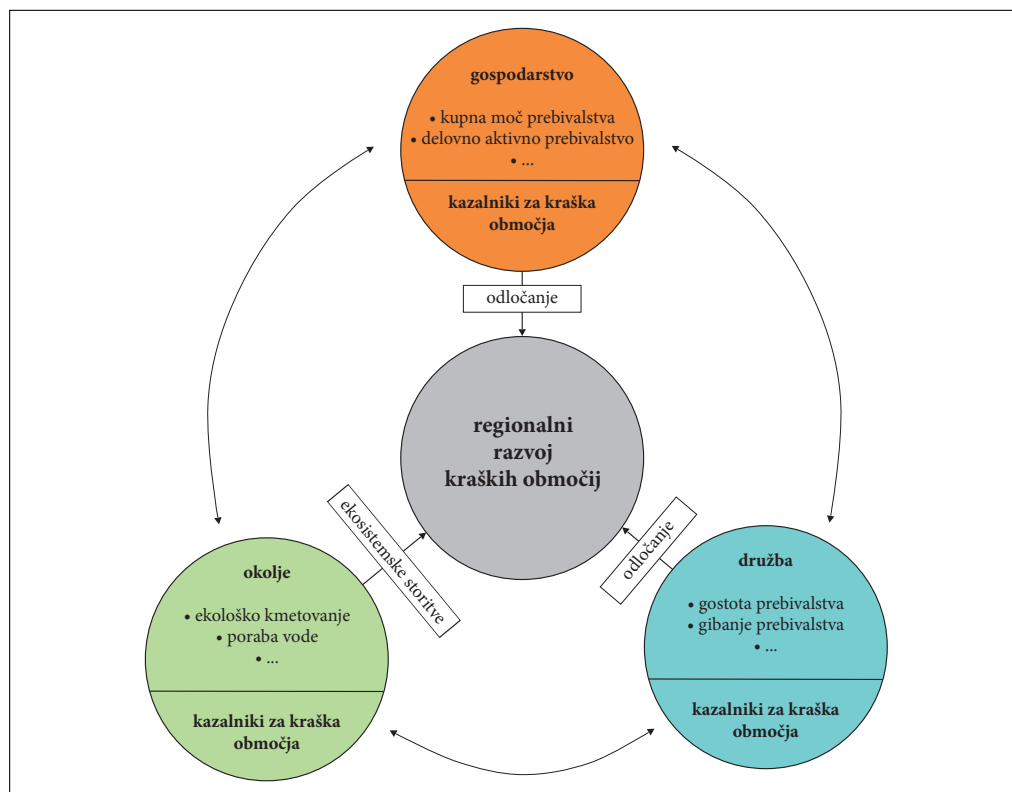 gospodarstvo
• kupna moč prebivalstva
• delovno aktivno prebivalstvo
• ...
kazalniki za kraška
območja
odločanje
regionalni
razvoj
kraških območij
ekosistemske storitve
odločanje
okolje
• ekološko kmetovanje
• poraba vode
• ...
kazalniki za kraška
območja
družba
• gostota prebivalstva
• gibanje prebivalstva
• ...
kazalniki za kraška
območja